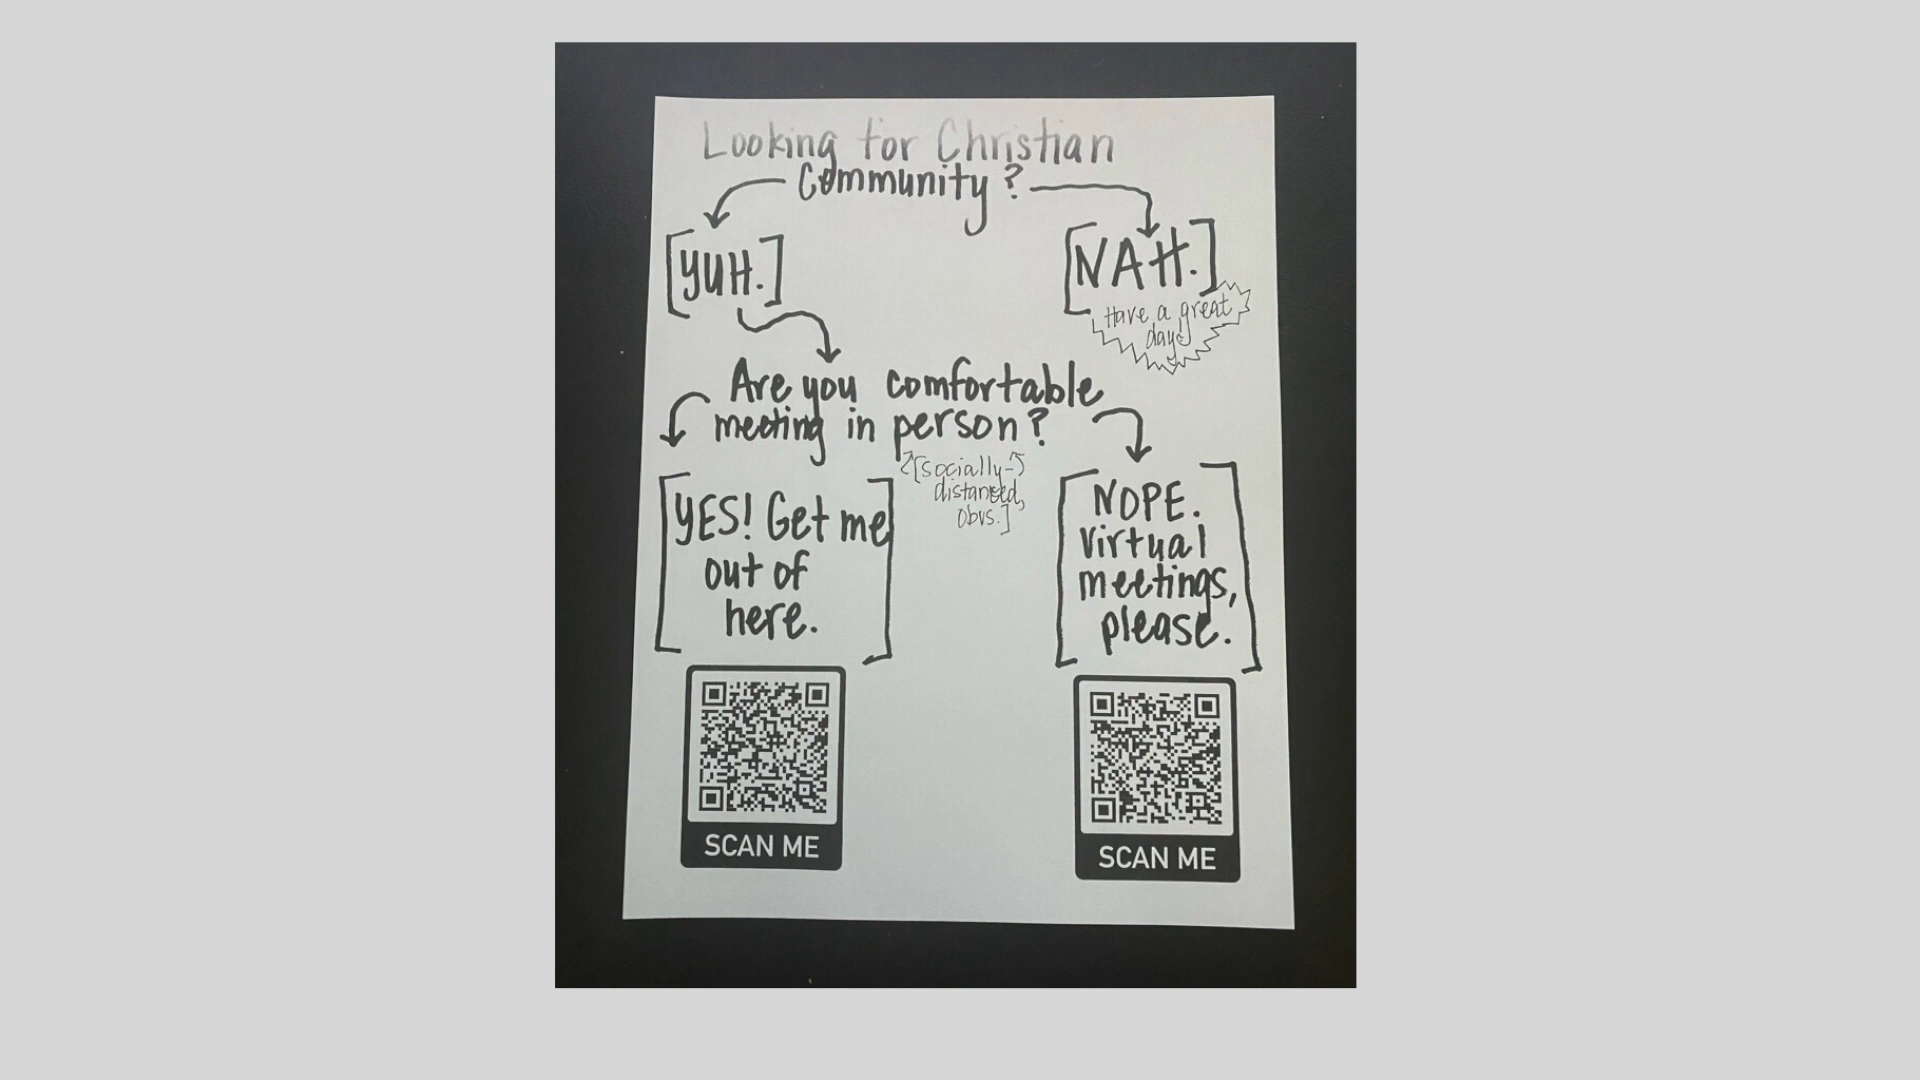 Looking for Christian
Community?
[YUH.]
[NAH.]
Have a great
day!
Are you comfortable
meeting in person?
[socially-
distanced,
obvs.]
[YES! Get me
out of
here.]
[NOPE.
Virtual
meetings,
please.]
SCAN ME
SCAN ME